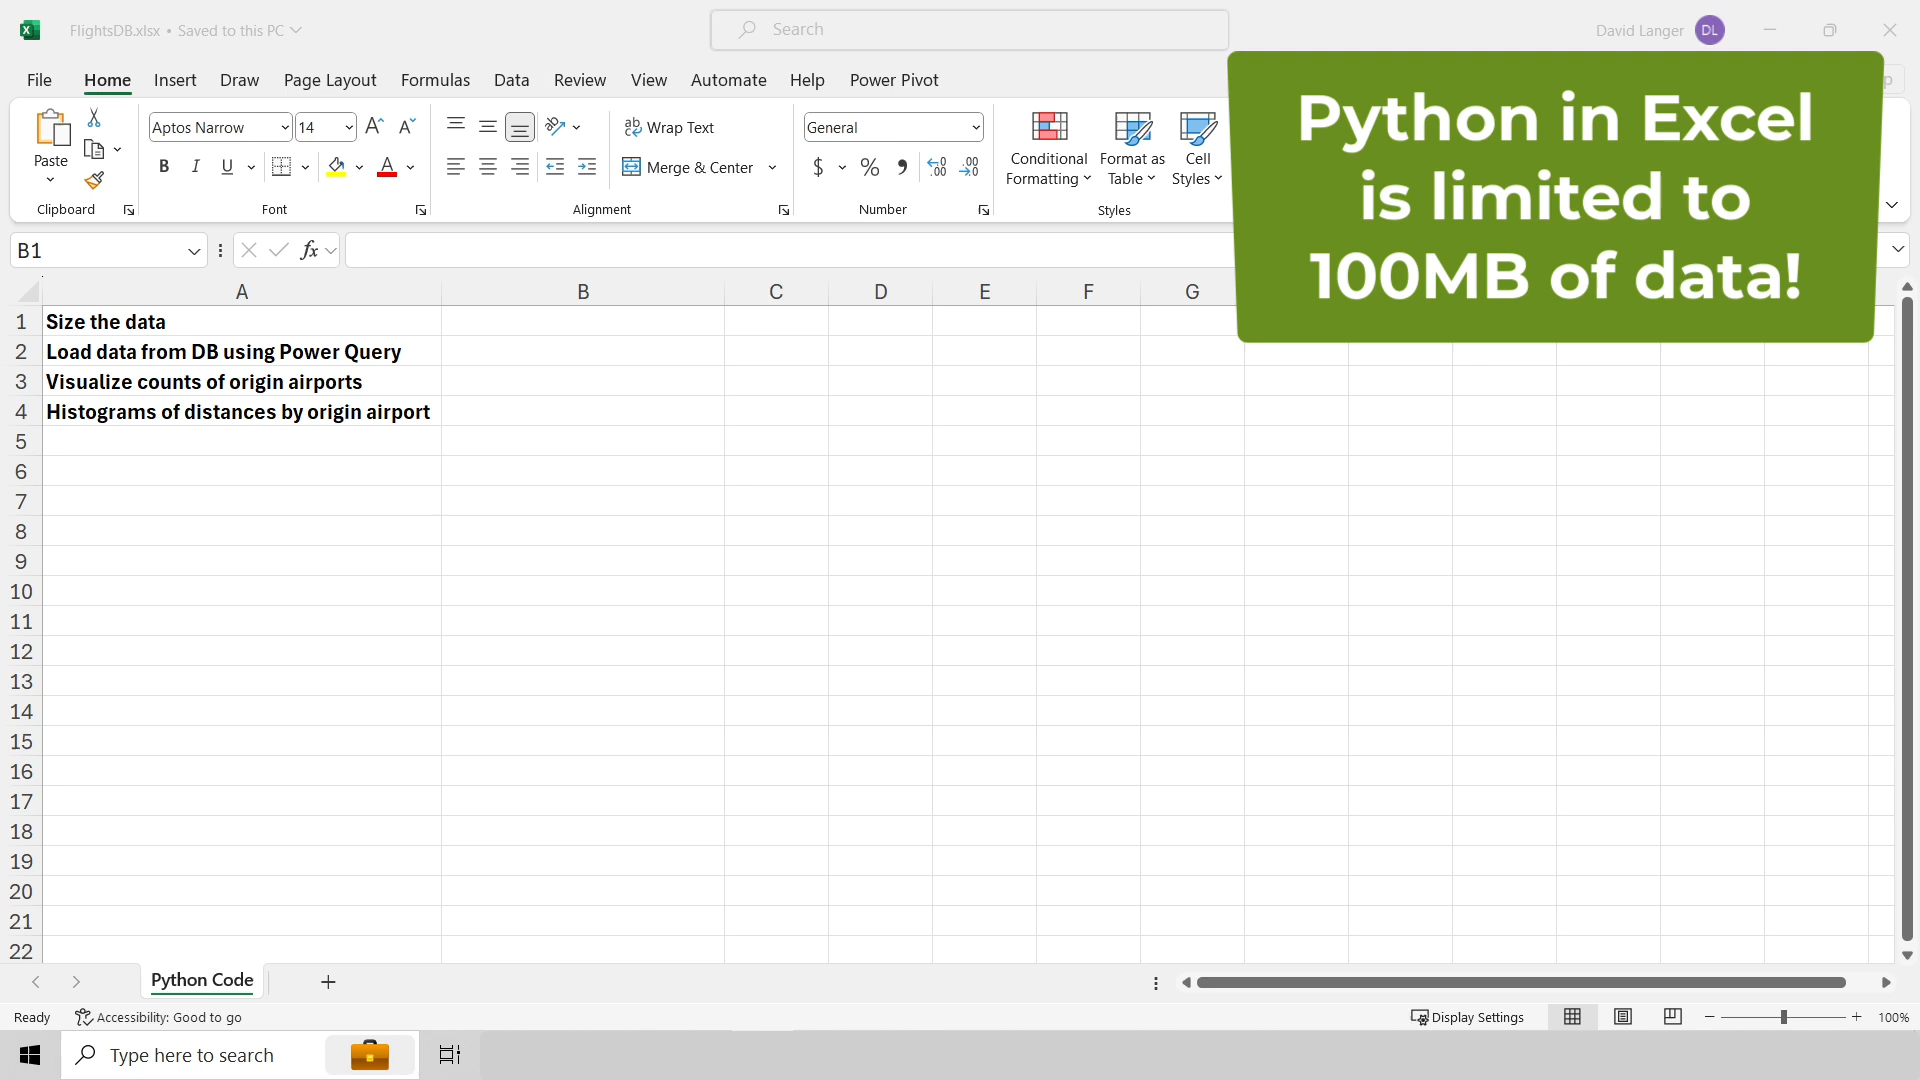 FlightsDB.xlsx • Saved to this PC
Search
David Langer
DL
File
Home
Insert
Draw
Page Layout
Formulas
Data
Review
View
Automate
Help
Power Pivot
Python in Excel
is limited to
100MB of data!
Paste
Clipboard
Aptos Narrow
14
B
I
U
Font
Wrap Text
Merge & Center
Alignment
General
$
%
Number
Conditional
Formatting
Format as
Table
Cell
Styles
Styles
B1
fx
A B C D E F G
1 Size the data
2 Load data from DB using Power Query
3 Visualize counts of origin airports
4 Histograms of distances by origin airport
5
6
7
8
9
10
11
12
13
14
15
16
17
18
19
20
21
22
Python Code
Ready
Accessibility: Good to go
Display Settings
100%
Type here to search